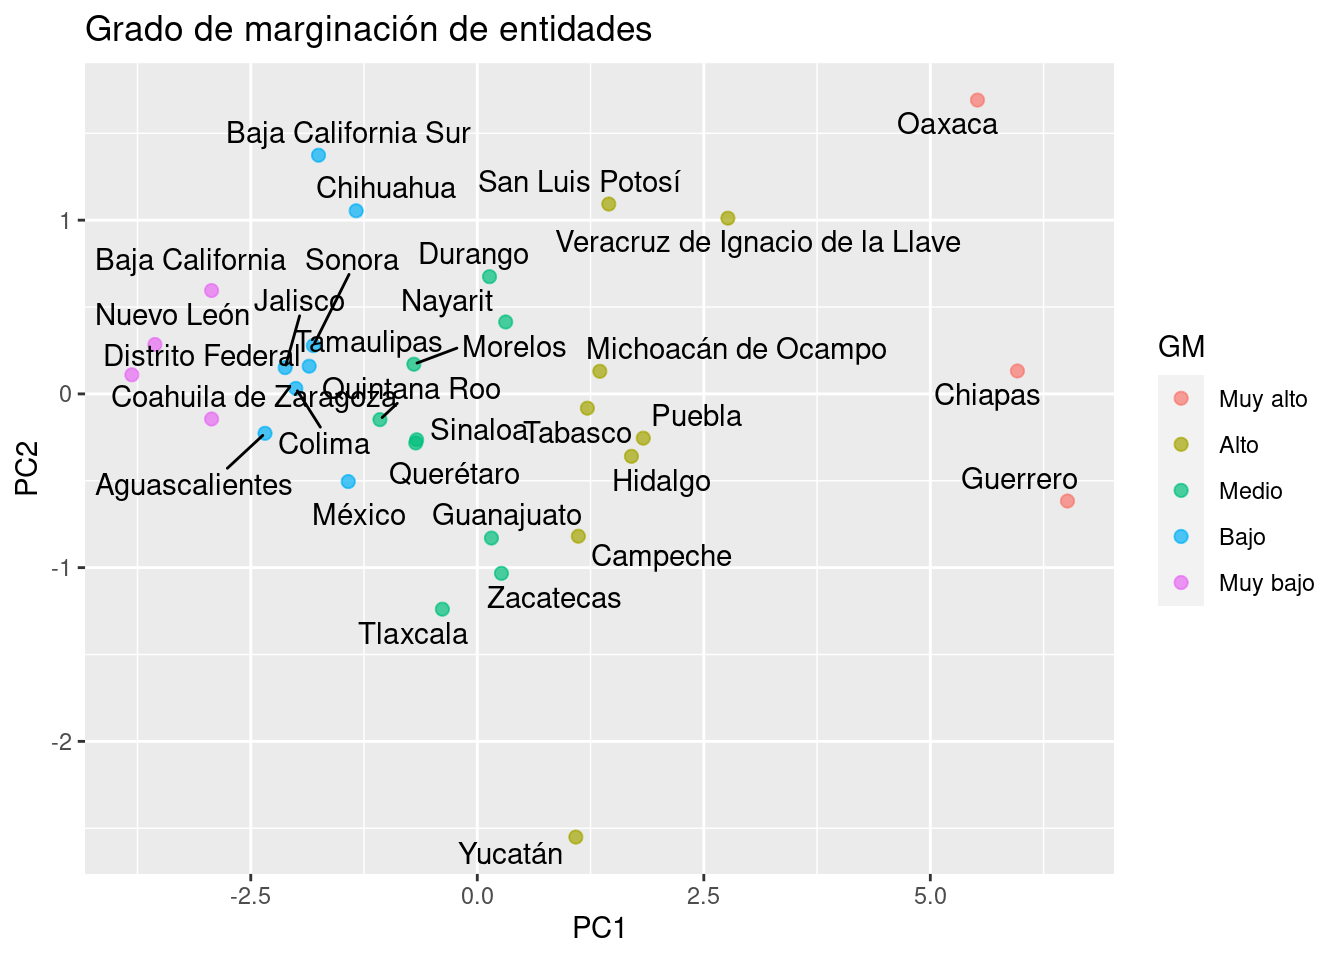 Grado de marginación de entidades
Oaxaca
Baja California Sur
Chihuahua
San Luis Potosí
Veracruz de Ignacio de la Llave
Baja California
Sonora
Durango
Jalisco
Nayarit
Nuevo León
Tamaulipas
Morelos
Michoacán de Ocampo
Distrito Federal
Quintana Roo
Coahuila de Zaragoza
Chiapas
Puebla
Sinaloa
Tabasco
Colima
Querétaro
Hidalgo
Guerrero
Aguascalientes
México
Guanajuato
Campeche
Zacatecas
Tlaxcala
Yucatán
1
0
-1
-2
PC2
-2.5
0.0
2.5
5.0
PC1
GM
Muy alto
Alto
Medio
Bajo
Muy bajo